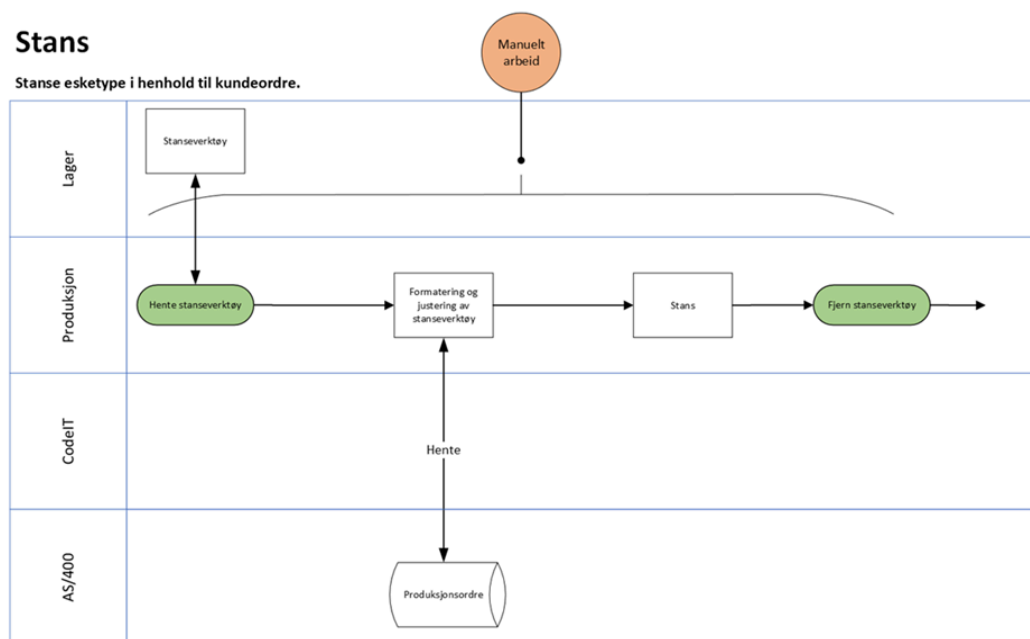 Stans
Manuelt
arbeid
Stanse esketype i henhold til kundeordre.
Lager
Stanseverktøy
Produksjon
Hente stanseverktøy
Formatering og
justering av
stanseverktøy
Stans
Fjern stanseverktøy
CodeIT
Hente
AS/400
Produksjonsordre